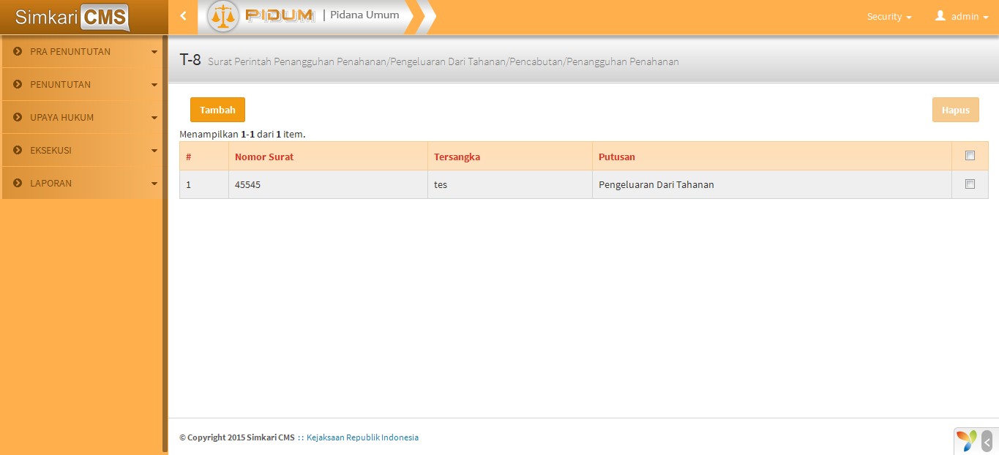 Simkari CMS
PIDUM | Pidana Umum
Security
admin
PRA PENUNTUTAN
PENUNTUTAN
UPAYA HUKUM
EKSEKUSI
LAPORAN
T-8 Surat Perintah Penangguhan Penahanan/Pengeluaran Dari Tahanan/Pencabutan/Penangguhan Penahanan
Tambah
Hapus
Menampilkan 1-1 dari 1 item.
# Nomor Surat Tersangka Putusan
1 45545 tes Pengeluaran Dari Tahanan
© Copyright 2015 Simkari CMS :: Kejaksaan Republik Indonesia